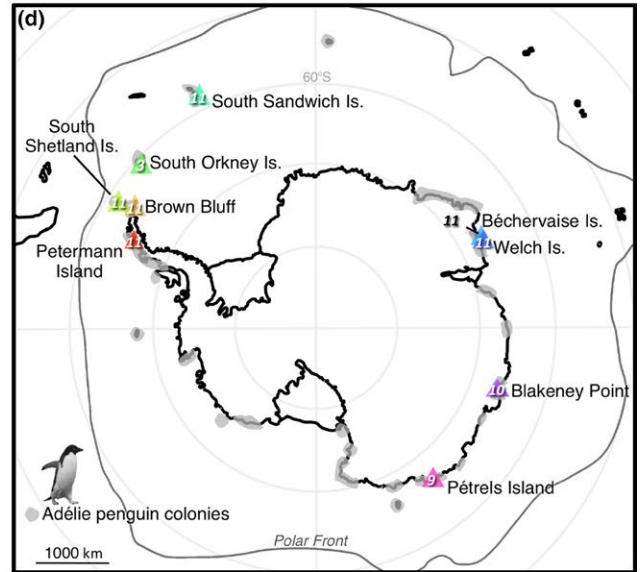 (d)
60°S
11
South Sandwich Is.
South
Shetland Is.
3
South Orkney Is.
11
11
Brown Bluff
11
Petermann
Island
11
Béchervaise Is.
11
Welch Is.
10
Blakeney Point
9
Pétrels Island
Adélie penguin colonies
Polar Front
1000 km